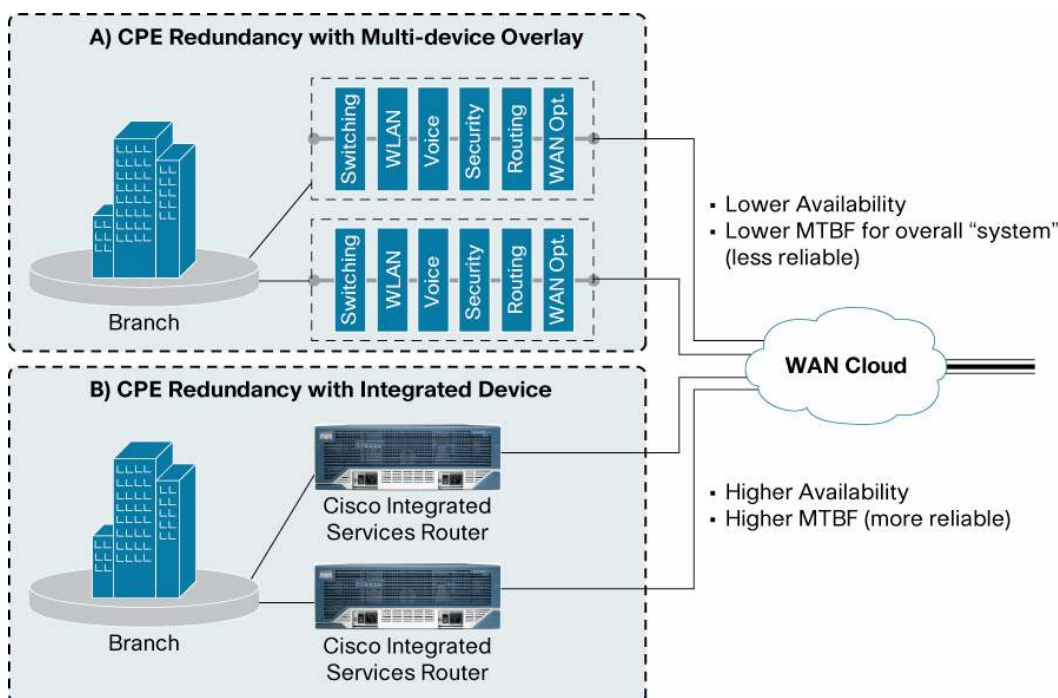 A) CPE Redundancy with Multi-device Overlay
Switching
WLAN
Voice
Security
Routing
WAN Opt.
Switching
WLAN
Voice
Security
Routing
WAN Opt.
Branch
▪ Lower Availability
▪ Lower MTBF for overall “system”
(less reliable)
WAN Cloud
B) CPE Redundancy with Integrated Device
Cisco Integrated
Services Router
Cisco Integrated
Services Router
Branch
▪ Higher Availability
▪ Higher MTBF (more reliable)